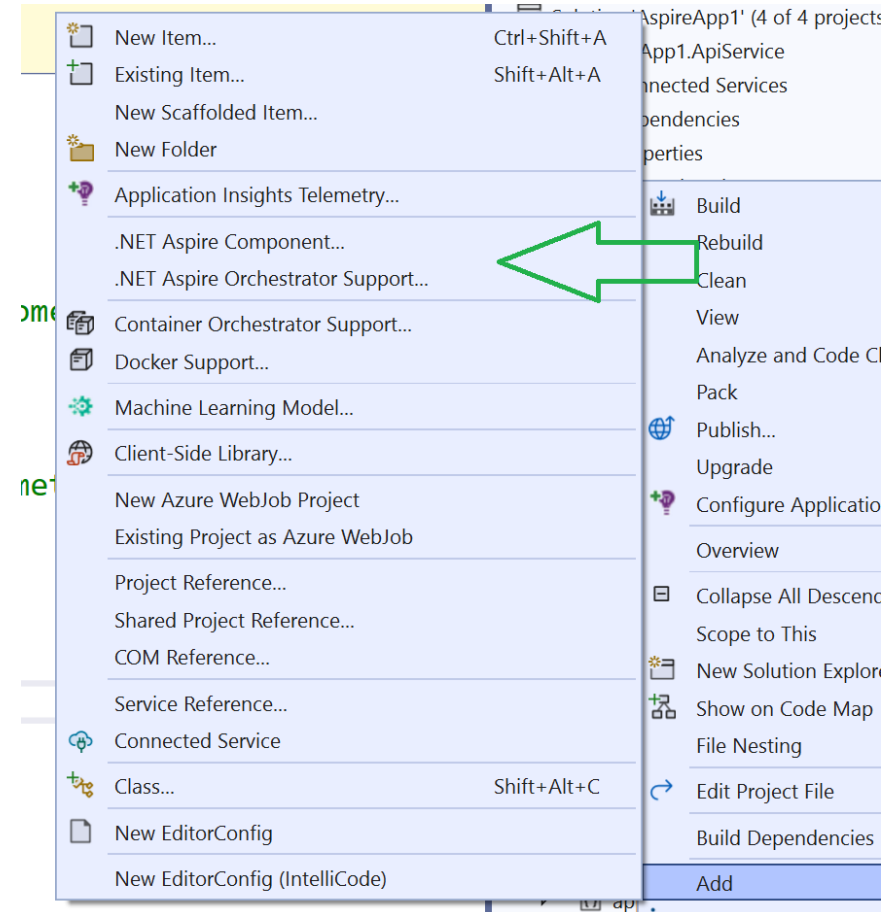 New Item... Ctrl+Shift+A
Existing Item... Shift+Alt+A
New Scaffolded Item...
New Folder
Application Insights Telemetry...
.NET Aspire Component...
.NET Aspire Orchestrator Support...
Container Orchestrator Support...
Docker Support...
Machine Learning Model...
Client-Side Library...
New Azure WebJob Project
Existing Project as Azure WebJob
Project Reference...
Shared Project Reference...
COM Reference...
Service Reference...
Connected Service
Class... Shift+Alt+C
New EditorConfig
New EditorConfig (IntelliCode)
'AspireApp1' (4 of 4 projects
App1.ApiService
nnected Services
pendencies
perties
Build
Rebuild
Clean
View
Analyze and Code Cl
Pack
Publish...
Upgrade
Configure Applicatio
Overview
Collapse All Descend
Scope to This
New Solution Explore
Show on Code Map
File Nesting
Edit Project File
Build Dependencies
Add